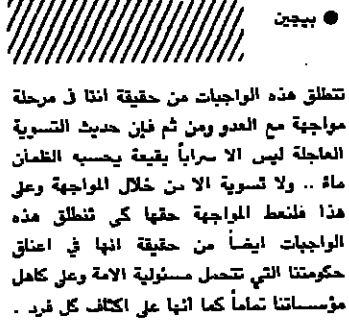 ● بيجين
تنطلق هذه الواجبات من حقيقة اننا في مرحلة
مواجهة مع العدو ومن ثم فإن حديث التسوية
العاجلة ليس الا سراباً بقيعة يحسبه الظمآن
ماءً .. ولا تسوية الا من خلال المواجهة وعلى
هذا فلنعط المواجهة حقها كي تنطلق هذه
الواجبات ايضاً من حقيقة انها في اعناق
حكومتنا التي تتحمل مسئولية الامة وعلى كاهل
مؤسساتنا تماماً كما انها على اكتاف كل فرد .